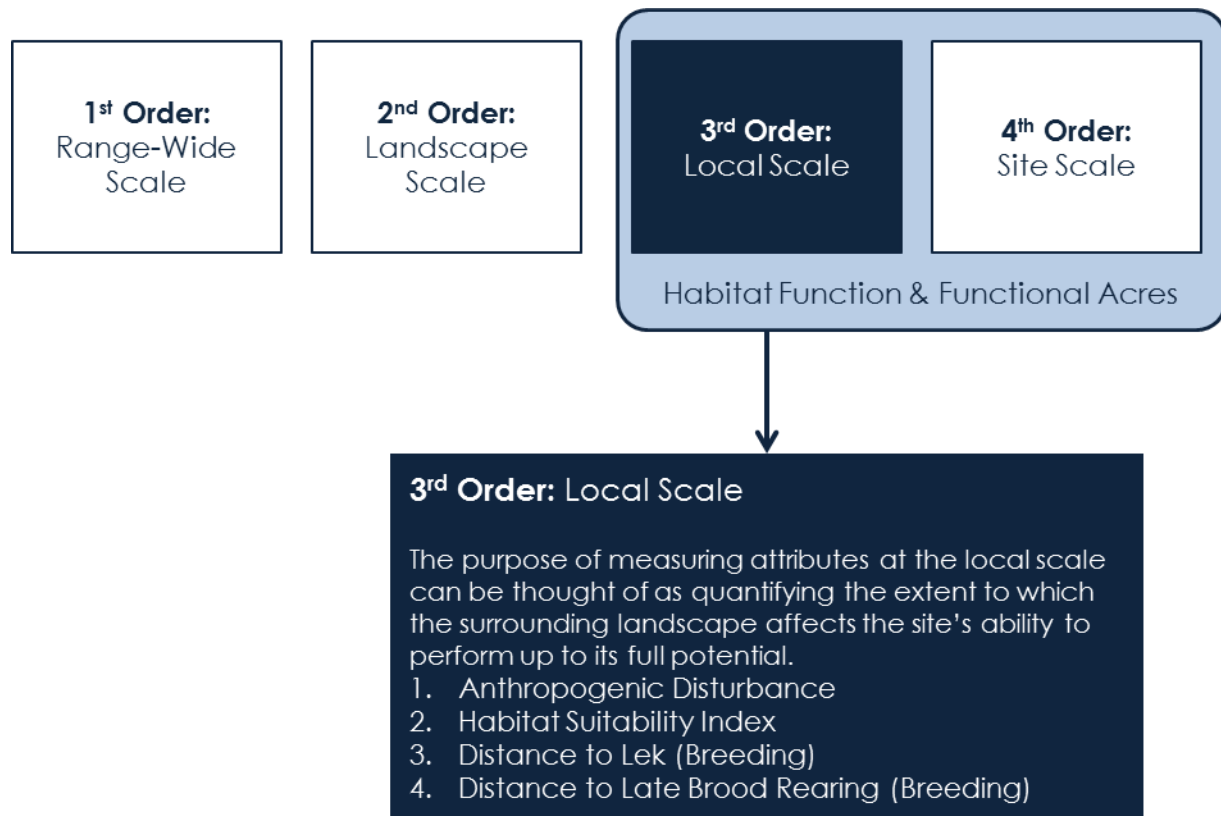 1st Order:
Range-Wide
Scale
2nd Order:
Landscape
Scale
3rd Order:
Local Scale
4th Order:
Site Scale
Habitat Function & Functional Acres
3rd Order: Local Scale
The purpose of measuring attributes at the local scale
can be thought of as quantifying the extent to which
the surrounding landscape affects the site's ability to
perform up to its full potential.
1. Anthropogenic Disturbance
2. Habitat Suitability Index
3. Distance to Lek (Breeding)
4. Distance to Late Brood Rearing (Breeding)